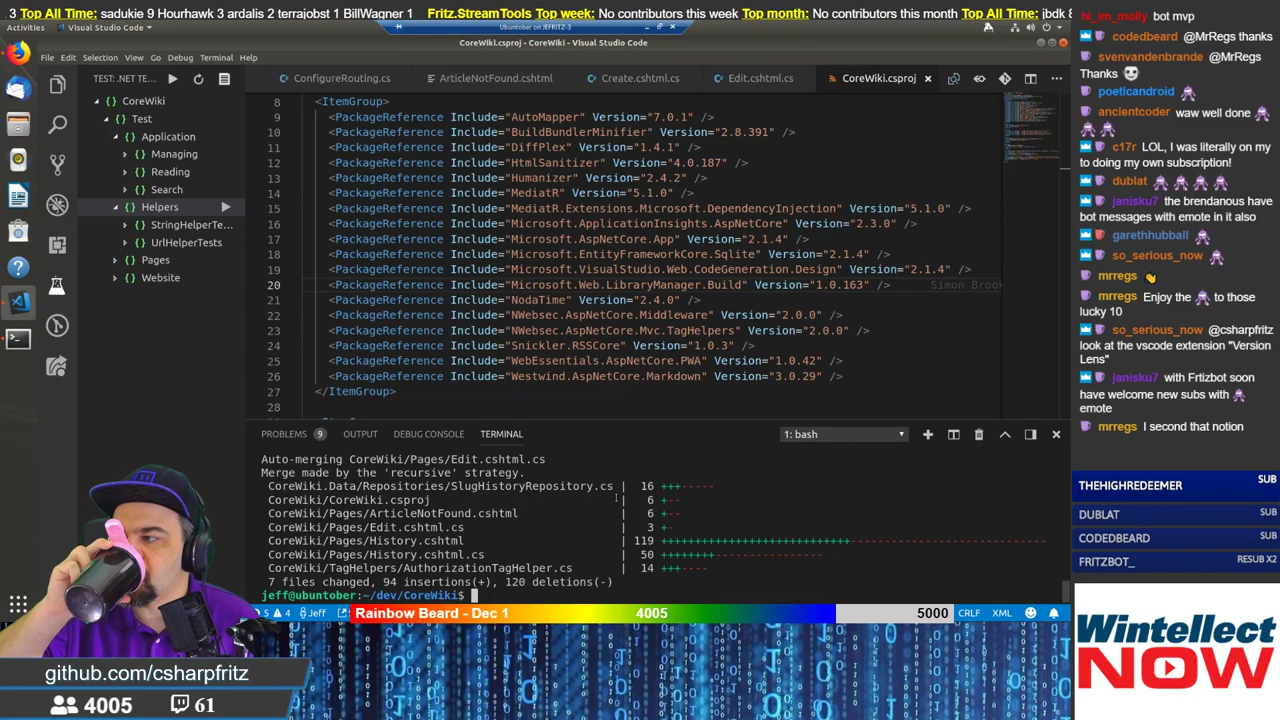 3 Top All Time: sadukie 9 Hourhawk 3 ardalis 2 terrajobst 1 BillWagner 1 Fritz.StreamTools Top week: No contributors this week Top month: No contributors this month Top All Time: jbdk 8
Activities Visual Studio Code Ubuntober on JEFRITZ-3
CoreWiki.csproj - CoreWiki - Visual Studio Code
File Edit Selection View Go Debug Terminal Help
TEST: .NET TE...
ConfigureRouting.cs ArticleNotFound.cshtml Create.cshtml.cs Edit.cshtml.cs CoreWiki.csproj
CoreWiki
Test
Application
Managing
Reading
Search
Helpers
StringHelperTe...
UrlHelperTests
Pages
Website
8 <ItemGroup>
9 <PackageReference Include="AutoMapper" Version="7.0.1" />
10 <PackageReference Include="BuildBundlerMinifier" Version="2.8.391" />
11 <PackageReference Include="DiffPlex" Version="1.4.1" />
12 <PackageReference Include="HtmlSanitizer" Version="4.0.187" />
13 <PackageReference Include="Humanizer" Version="2.4.2" />
14 <PackageReference Include="MediatR" Version="5.1.0" />
15 <PackageReference Include="MediatR.Extensions.Microsoft.DependencyInjection" Version="5.1.0" />
16 <PackageReference Include="Microsoft.ApplicationInsights.AspNetCore" Version="2.3.0" />
17 <PackageReference Include="Microsoft.AspNetCore.App" Version="2.1.4" />
18 <PackageReference Include="Microsoft.EntityFrameworkCore.Sqlite" Version="2.1.4" />
19 <PackageReference Include="Microsoft.VisualStudio.Web.CodeGeneration.Design" Version="2.1.4" />
20 <PackageReference Include="Microsoft.Web.LibraryManager.Build" Version="1.0.163" /> Simon Brook
21 <PackageReference Include="NodaTime" Version="2.4.0" />
22 <PackageReference Include="NWebsec.AspNetCore.Middleware" Version="2.0.0" />
23 <PackageReference Include="NWebsec.AspNetCore.Mvc.TagHelpers" Version="2.0.0" />
24 <PackageReference Include="Snickler.RSSCore" Version="1.0.3" />
25 <PackageReference Include="WebEssentials.AspNetCore.PWA" Version="1.0.42" />
26 <PackageReference Include="Westwind.AspNetCore.Markdown" Version="3.0.29" />
27 </ItemGroup>
28
PROBLEMS 9 OUTPUT DEBUG CONSOLE TERMINAL 1: bash
Auto-merging CoreWiki/Pages/Edit.cshtml.cs
Merge made by the 'recursive' strategy.
CoreWiki.Data/Repositories/SlugHistoryRepository.cs | 16 +++-----
CoreWiki/CoreWiki.csproj | 6 +--
CoreWiki/Pages/ArticleNotFound.cshtml | 6 +--
CoreWiki/Pages/Edit.cshtml.cs | 3 +-
CoreWiki/Pages/History.cshtml | 119 ++++++++++++++++++++++++++++-----------------------------
CoreWiki/Pages/History.cshtml.cs | 50 ++++++++----------------
CoreWiki/TagHelpers/AuthorizationTagHelper.cs | 14 +++----
7 files changed, 94 insertions(+), 120 deletions(-)
jeff@ubuntober:~/dev/CoreWiki$
5 4 Jeff Rainbow Beard - Dec 1 4005 5000 CRLF XML
hi_im_molly bot mvp
codedbeard @MrRegs thanks
svenvandenbrande @MrRegs
Thanks
poeticandroid
ancientcoder waw well done
c17r LOL, I was literally on my
to doing my own subscription!
dublat
janisku7 the brendanous have
bot messages with emote in it also
garethhubball
so_serious_now
mrregs
mrregs Enjoy the to those
lucky 10
so_serious_now @csharpfritz
look at the vscode extension "Version
Lens"
janisku7 with Frtizbot soon
have welcome new subs with
emote
mrregs I second that notion
THEHIGHREDEEMER SUB
DUBLAT SUB
CODEDBEARD SUB
FRITZBOT_ RESUB X2
github.com/csharpfritz
4005 61
Wintellect
NOW